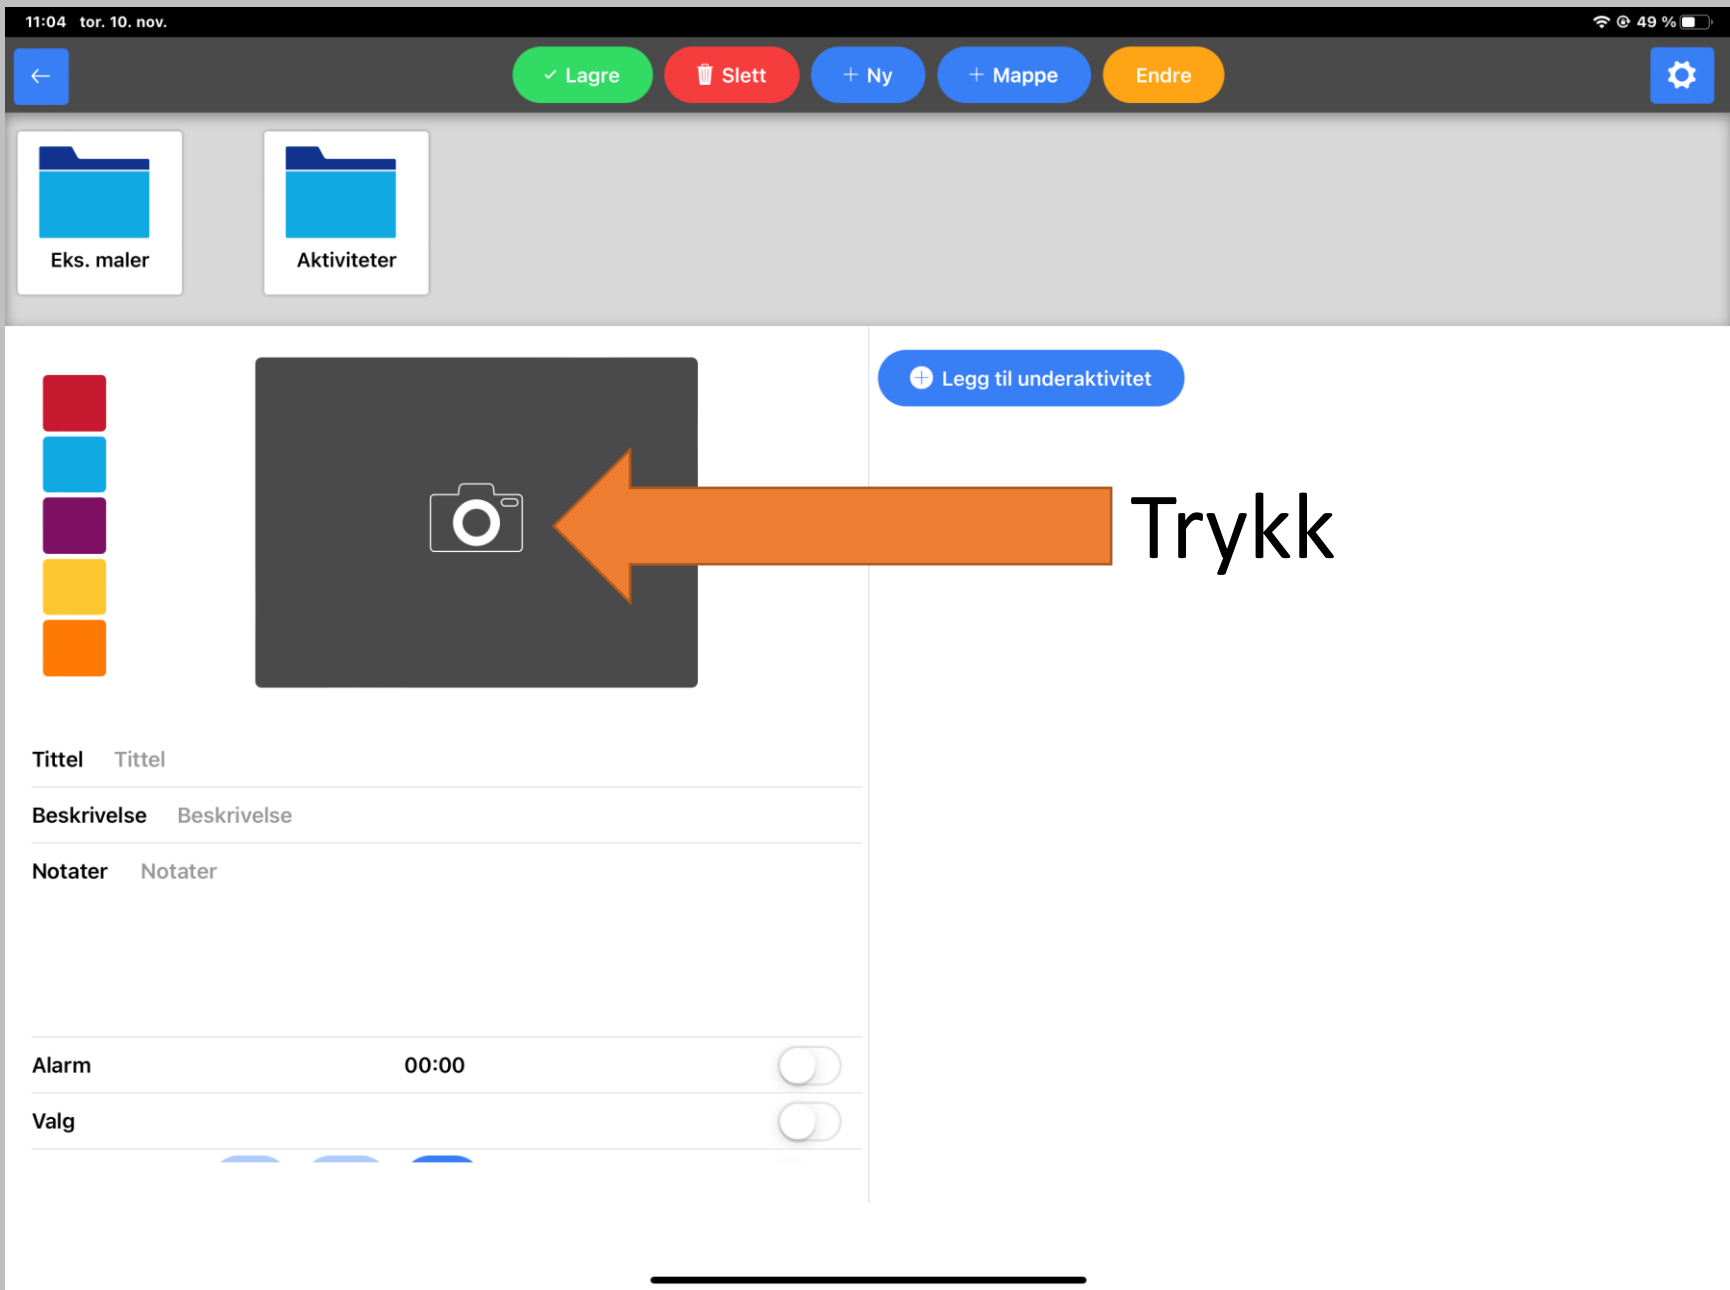 11:04 tor. 10. nov.
49 %
Lagre
Slett
Ny
Mappe
Endre
Eks. maler
Aktiviteter
Legg til underaktivitet
Trykk
Tittel Tittel
Beskrivelse Beskrivelse
Notater Notater
Alarm 00:00
Valg